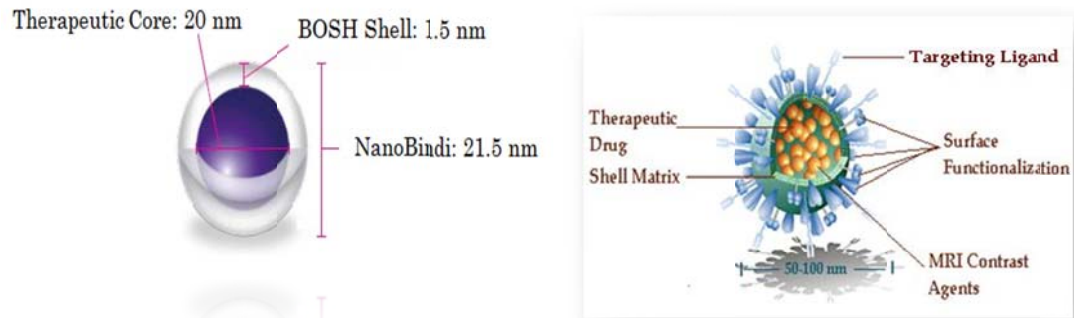 Therapeutic Core: 20 nm
BOSH Shell: 1.5 nm
NanoBindi: 21.5 nm
Targeting Ligand
Therapeutic
Drug
Shell Matrix
Surface
Functionalization
MRI Contrast
Agents
50-100 nm